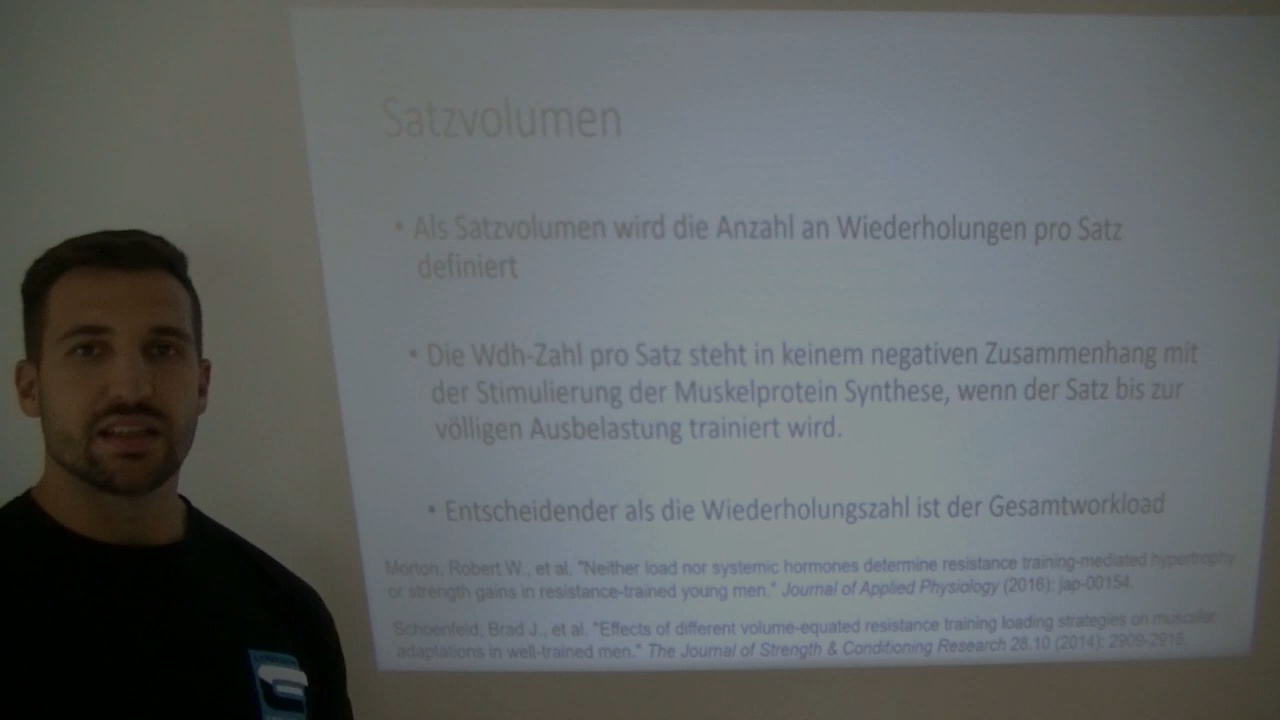 Satzvolumen
• Als Satzvolumen wird die Anzahl an Wiederholungen pro Satz
definiert
• Die Wdh-Zahl pro Satz steht in keinem negativen Zusammenhang mit
der Stimulierung der Muskelprotein Synthese, wenn der Satz bis zur
völligen Ausbelastung trainiert wird.
• Entscheidender als die Wiederholungszahl ist der Gesamtworkload
Morton, Robert W., et al. "Neither load nor systemic hormones determine resistance training-mediated hypertrophy
or strength gains in resistance-trained young men." Journal of Applied Physiology (2016): jap-00154.
Schoenfeld, Brad J., et al. "Effects of different volume-equated resistance training loading strategies on muscular
adaptations in well-trained men." The Journal of Strength & Conditioning Research 28.10 (2014): 2909-2918.